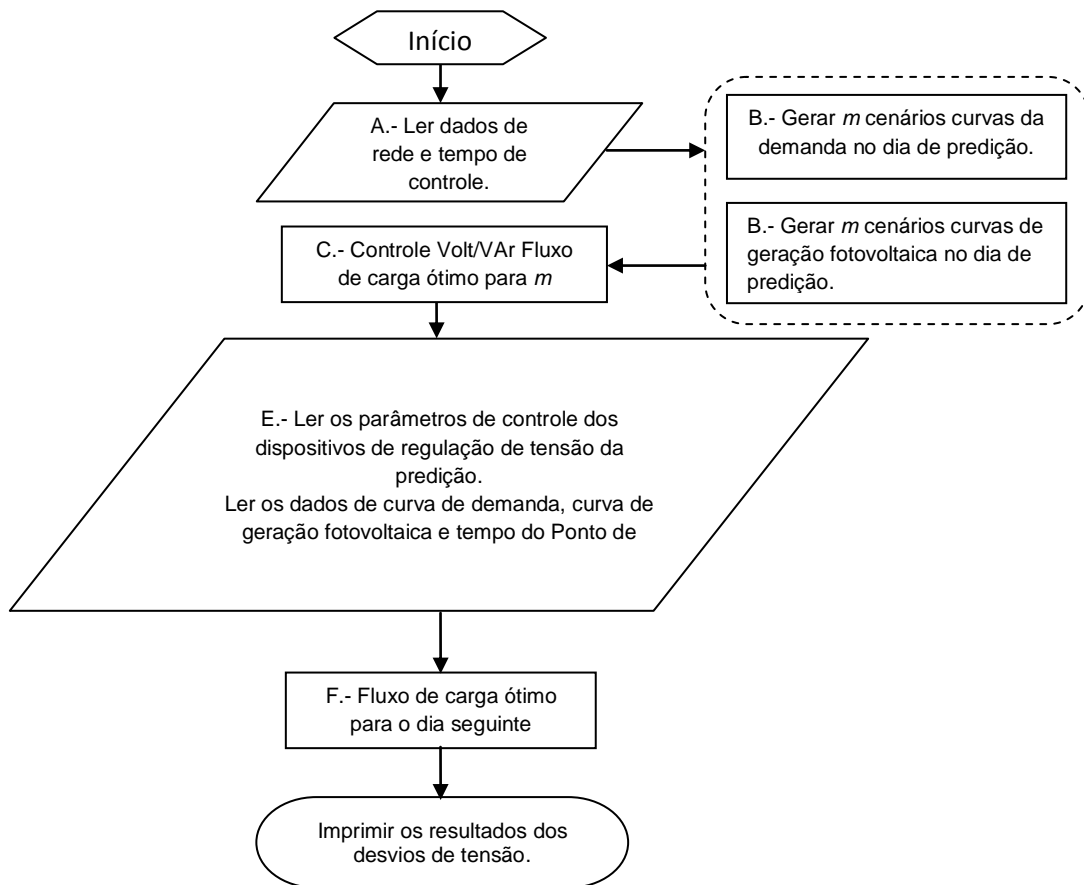 Início
A.- Ler dados de
rede e tempo de
controle.
B.- Gerar m cenários curvas da
demanda no dia de predição.
B.- Gerar m cenários curvas de
geração fotovoltaica no dia de
predição.
C.- Controle Volt/VAr Fluxo
de carga ótimo para m
E.- Ler os parâmetros de controle dos
dispositivos de regulação de tensão da
predição.
Ler os dados de curva de demanda, curva de
geração fotovoltaica e tempo do Ponto de
F.- Fluxo de carga ótimo
para o dia seguinte
Imprimir os resultados dos
desvios de tensão.